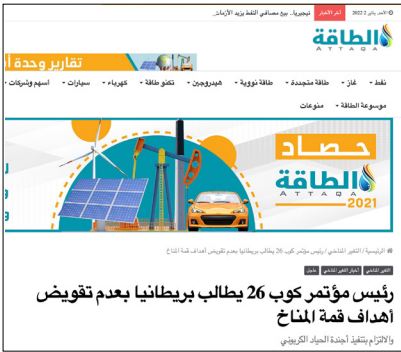 الأحد, يناير 2 2022
أخر الأخبار
نيجيريا.. بيع مصافي النفط يزيد الأزمات
الطاقة
ATTAQA
تقارير وحدة أ
نفط
غاز
طاقة متجددة
طاقة نووية
هيدروجين
تكنو طاقة
كهرباء
سيارات
أسهم وشركات
موسوعة الطاقة
منوعات
حصاد
الطاقة
ATTAQA
2021
الرئيسية / التغير المناخي / رئيس مؤتمر كوب 26 يطالب بريطانيا بعدم تقويض أهداف قمة المناخ
التغير المناخي
أخبار التغير المناخي
عاجل
رئيس مؤتمر كوب 26 يطالب بريطانيا بعدم تقويض
أهداف قمة المناخ
والالتزام بتنفيذ أجندة الحياد الكربوني